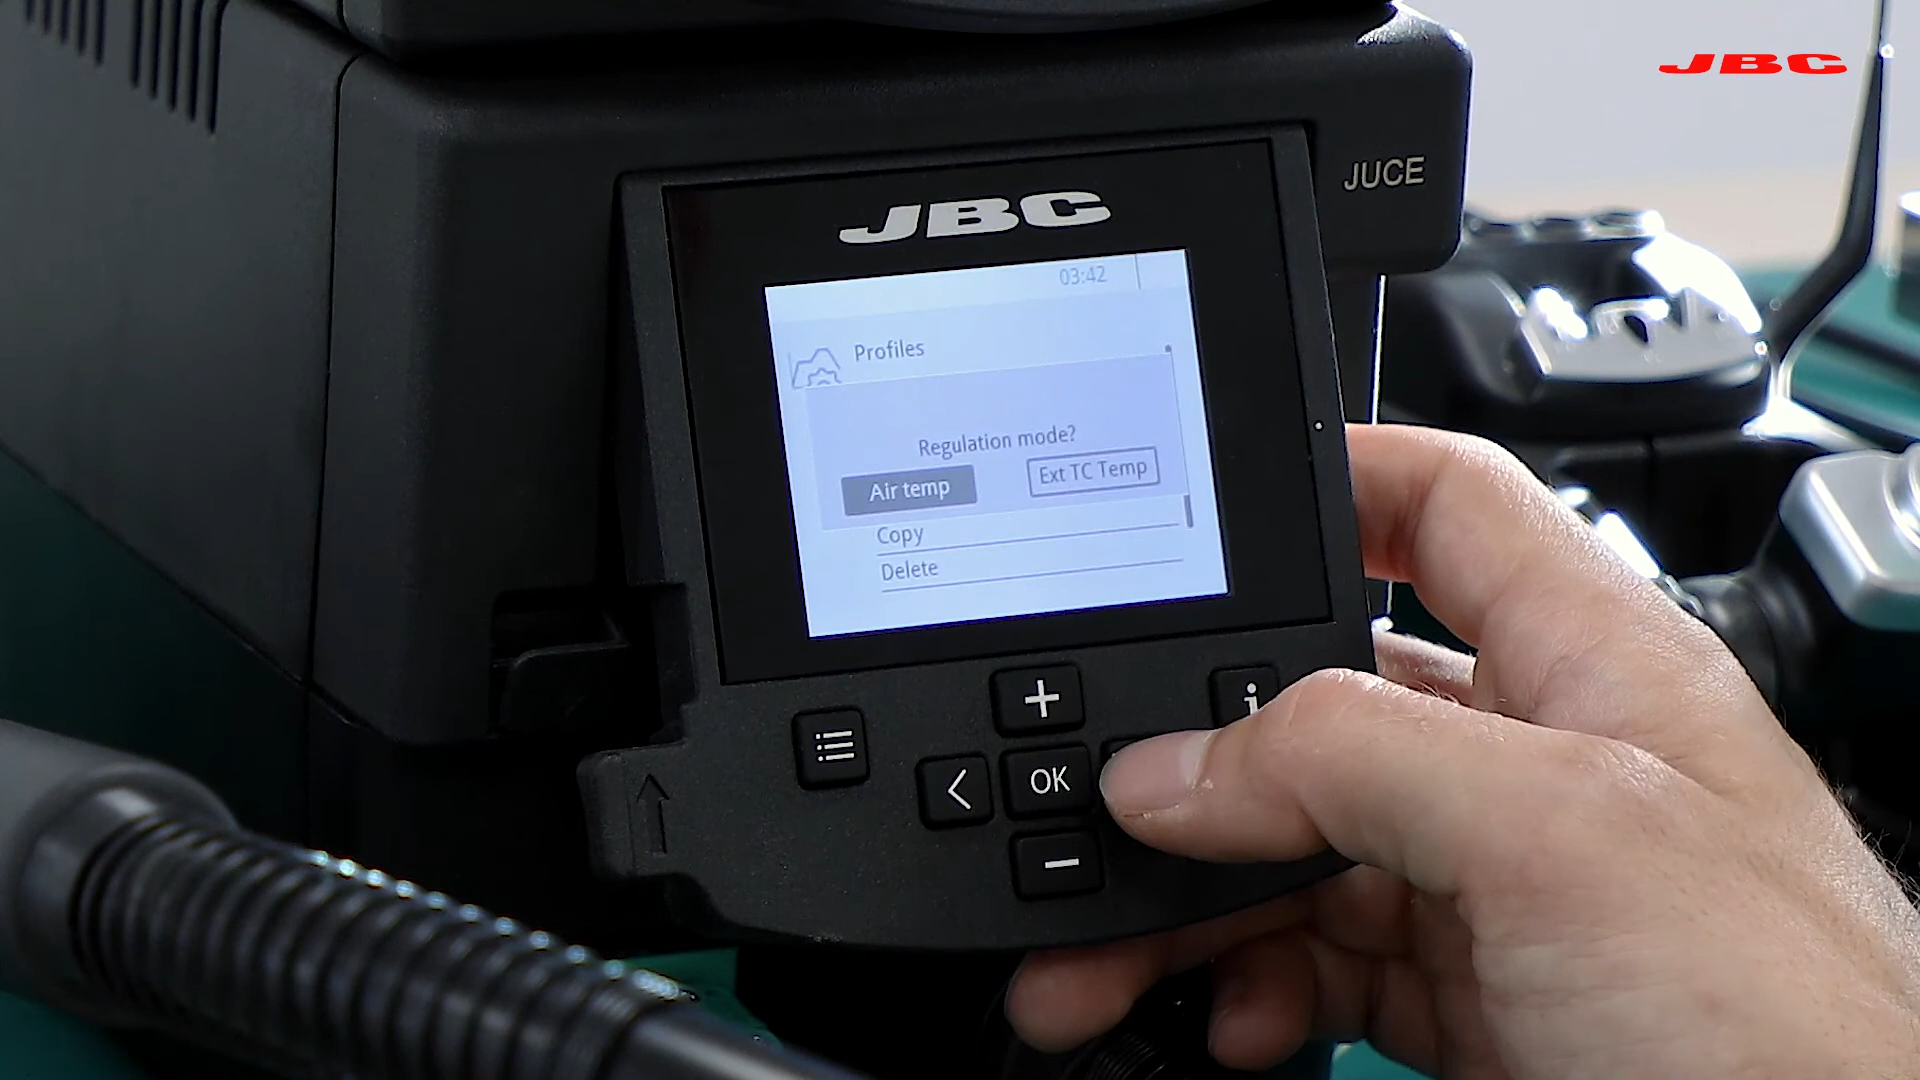 JBC
JUCE
JBC
03:42
Profiles
Regulation mode?
Air temp
Ext TC Temp
Copy
Delete
+
i
<
OK
−